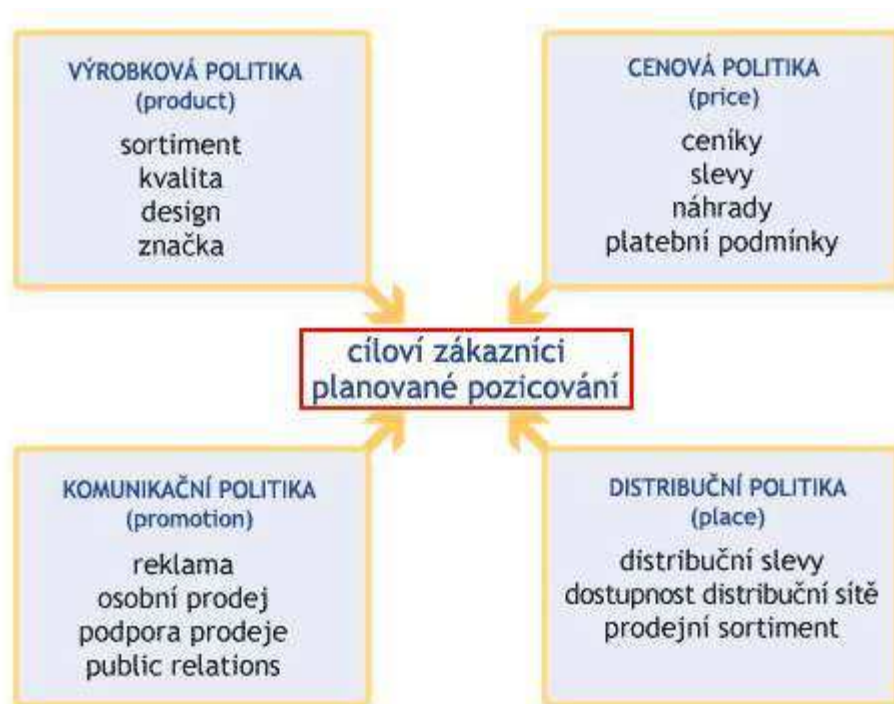 VÝROBKOVÁ POLITIKA
(product)
sortiment
kvalita
design
značka
CENOVÁ POLITIKA
(price)
ceníky
slevy
náhrady
platební podmínky
cíloví zákazníci
planované pozicování
KOMUNIKAČNÍ POLITIKA
(promotion)
reklama
osobní prodej
podpora prodeje
public relations
DISTRIBUČNÍ POLITIKA
(place)
distribuční slevy
dostupnost distribuční sítě
prodejní sortiment